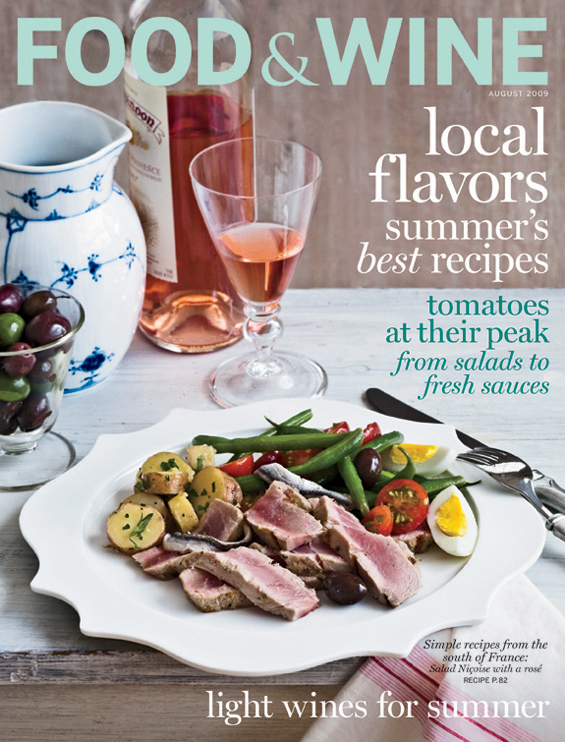 FOOD&WINE
AUGUST 2009
local
flavors
summer's
best recipes
tomatoes
at their peak
from salads to
fresh sauces
Simple recipes from the
south of France:
Salad Niçoise with a rosé
RECIPE P. 82
light wines for summer